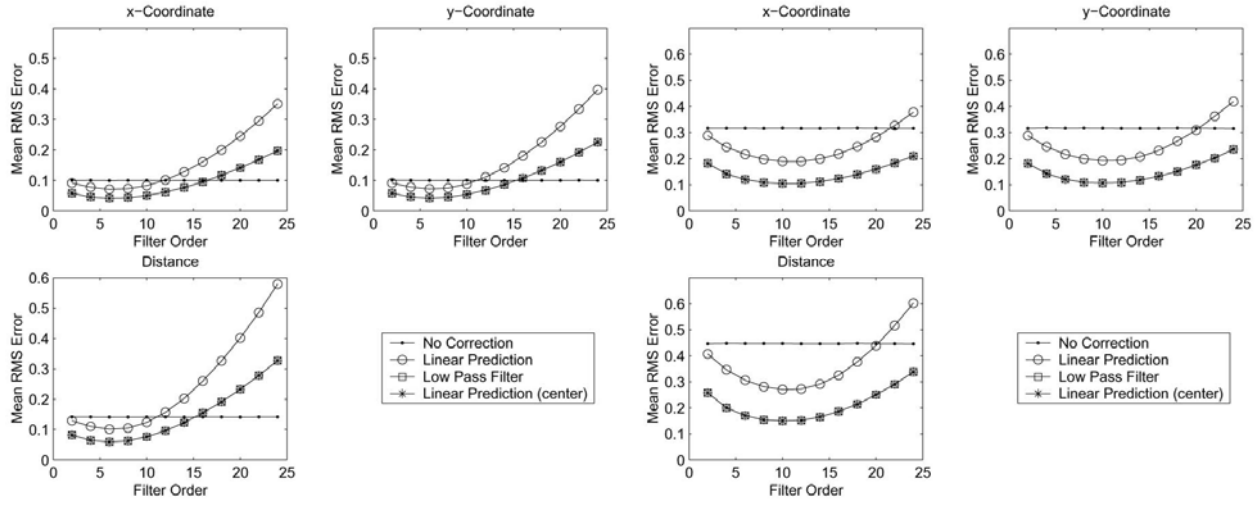 x-Coordinate
Mean RMS Error
0.5
0.4
0.3
0.2
0.1
0
0 5 10 15 20 25
Filter Order
y-Coordinate
Mean RMS Error
0.5
0.4
0.3
0.2
0.1
0
0 5 10 15 20 25
Filter Order
Distance
Mean RMS Error
0.6
0.5
0.4
0.3
0.2
0.1
0
0 5 10 15 20 25
Filter Order
No Correction
Linear Prediction
Low Pass Filter
Linear Prediction (center)
x-Coordinate
Mean RMS Error
0.6
0.5
0.4
0.3
0.2
0.1
0
0 5 10 15 20 25
Filter Order
y-Coordinate
Mean RMS Error
0.6
0.5
0.4
0.3
0.2
0.1
0
0 5 10 15 20 25
Filter Order
Distance
Mean RMS Error
0.6
0.5
0.4
0.3
0.2
0.1
0
0 5 10 15 20 25
Filter Order
No Correction
Linear Prediction
Low Pass Filter
Linear Prediction (center)